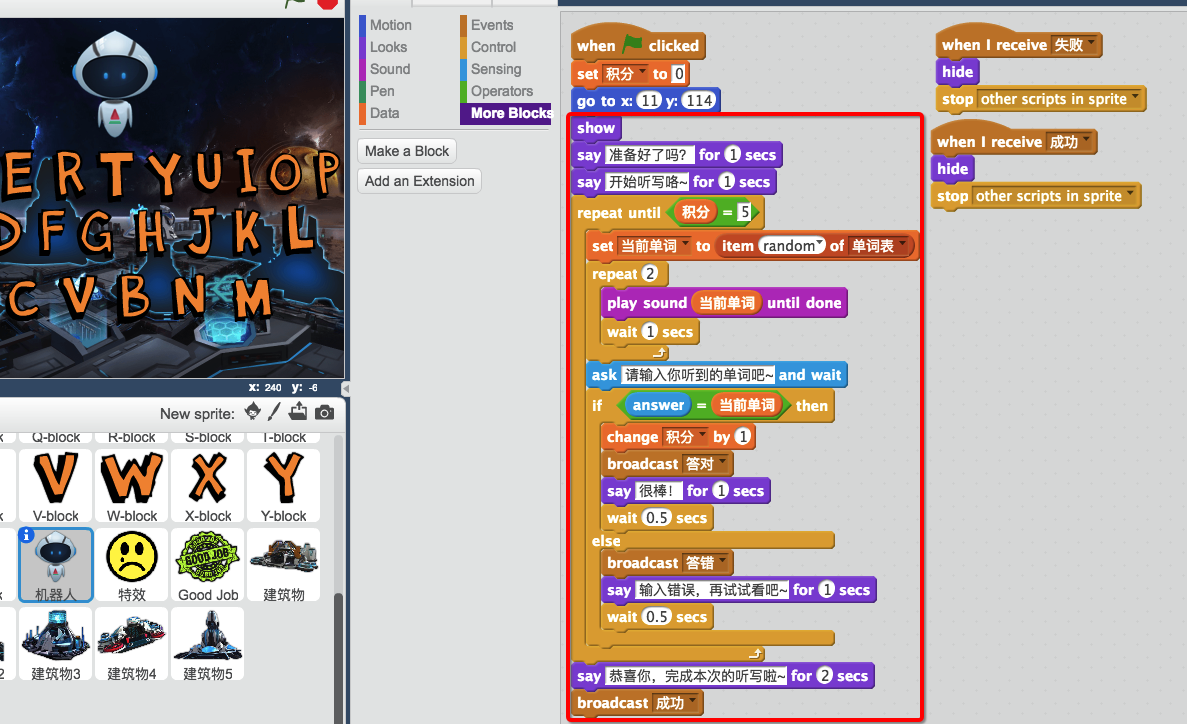 E R T Y U I O P
D F G H J K L
C V B N M
x: 240 y: -6
New sprite:
Q-block R-block S-block T-block
V W X Y
V-block W-block X-block Y-block
GOOD JOB
机器人 特效 Good Job 建筑物
2 建筑物3 建筑物4 建筑物5
Motion Events
Looks Control
Sound Sensing
Pen Operators
Data More Blocks
Make a Block
Add an Extension
when clicked
set 积分 to 0
go to x: 11 y: 114
show
say 准备好了吗? for 1 secs
say 开始听写咯~ for 1 secs
repeat until 积分 = 5
set 当前单词 to item random of 单词表
repeat 2
play sound 当前单词 until done
wait 1 secs
ask 请输入你听到的单词吧~ and wait
if answer = 当前单词 then
change 积分 by 1
broadcast 答对
say 很棒! for 1 secs
wait 0.5 secs
else
broadcast 答错
say 输入错误，再试试看吧~ for 1 secs
wait 0.5 secs
say 恭喜你，完成本次的听写啦~ for 2 secs
broadcast 成功
when I receive 失败
hide
stop other scripts in sprite
when I receive 成功
hide
stop other scripts in sprite